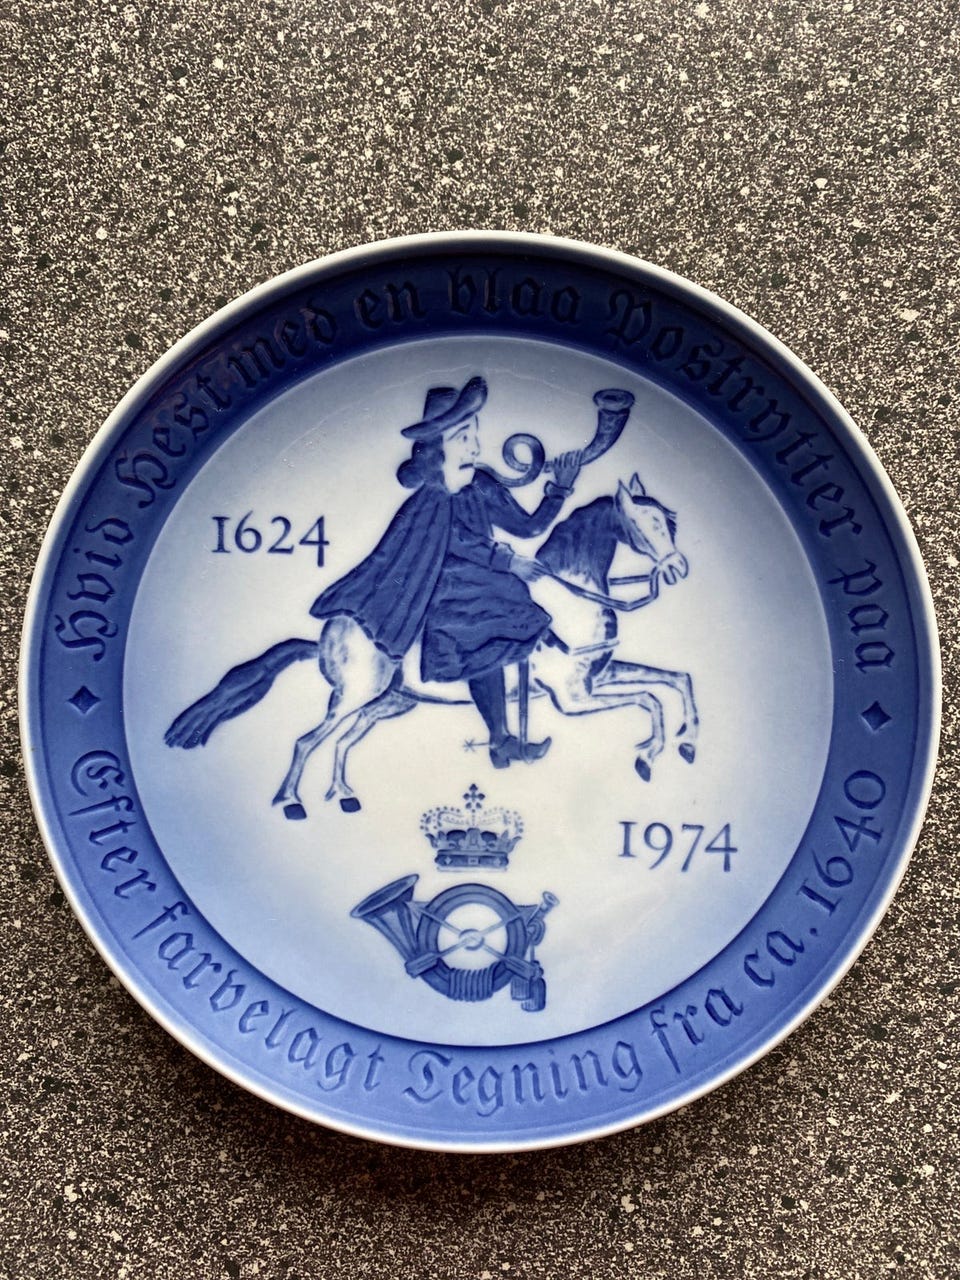 Hvid Hest med en blaa Postrytter paa
1624
1974
Efter farvelagt Tegning fra ca. 1640